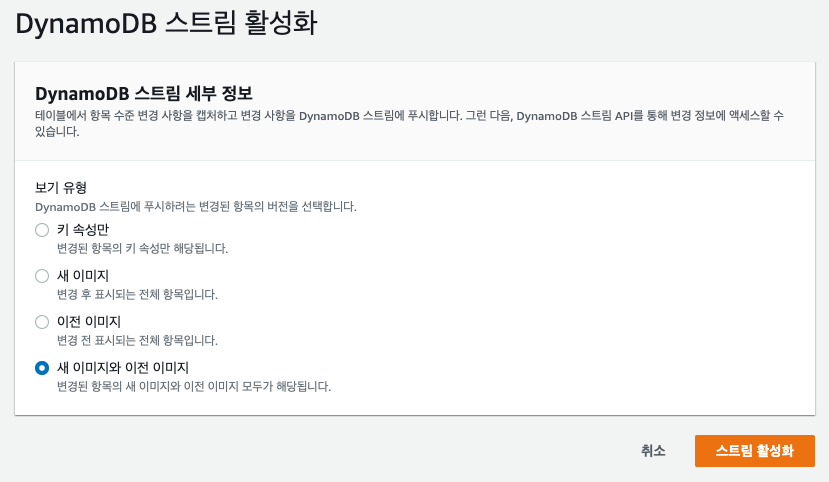 DynamoDB 스트림 활성화
DynamoDB 스트림 세부 정보
테이블에서 항목 수준 변경 사항을 캡처하고 변경 사항을 DynamoDB 스트림에 푸시합니다. 그런 다음, DynamoDB 스트림 API를 통해 변경 정보에 액세스할 수
있습니다.
보기 유형
DynamoDB 스트림에 푸시하려는 변경된 항목의 버전을 선택합니다.
키 속성만
변경된 항목의 키 속성만 해당됩니다.
새 이미지
변경 후 표시되는 전체 항목입니다.
이전 이미지
변경 전 표시되는 전체 항목입니다.
새 이미지와 이전 이미지
변경된 항목의 새 이미지와 이전 이미지 모두가 해당됩니다.
취소
스트림 활성화